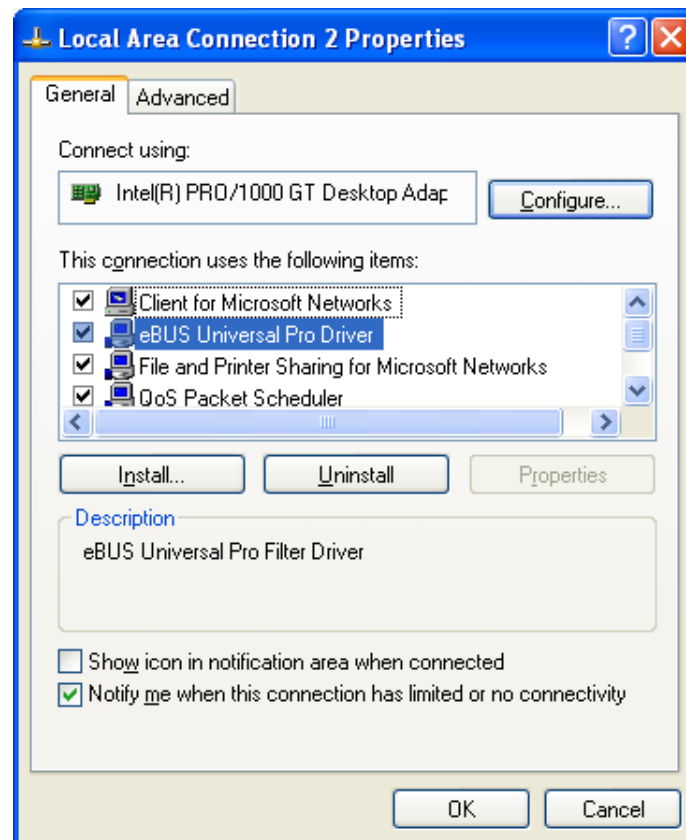 Local Area Connection 2 Properties
General
Advanced
Connect using:
Intel(R) PRO/1000 GT Desktop Adap
Configure...
This connection uses the following items:
Client for Microsoft Networks
eBUS Universal Pro Driver
File and Printer Sharing for Microsoft Networks
QoS Packet Scheduler
Install...
Uninstall
Properties
Description
eBUS Universal Pro Filter Driver
Show icon in notification area when connected
Notify me when this connection has limited or no connectivity
OK
Cancel